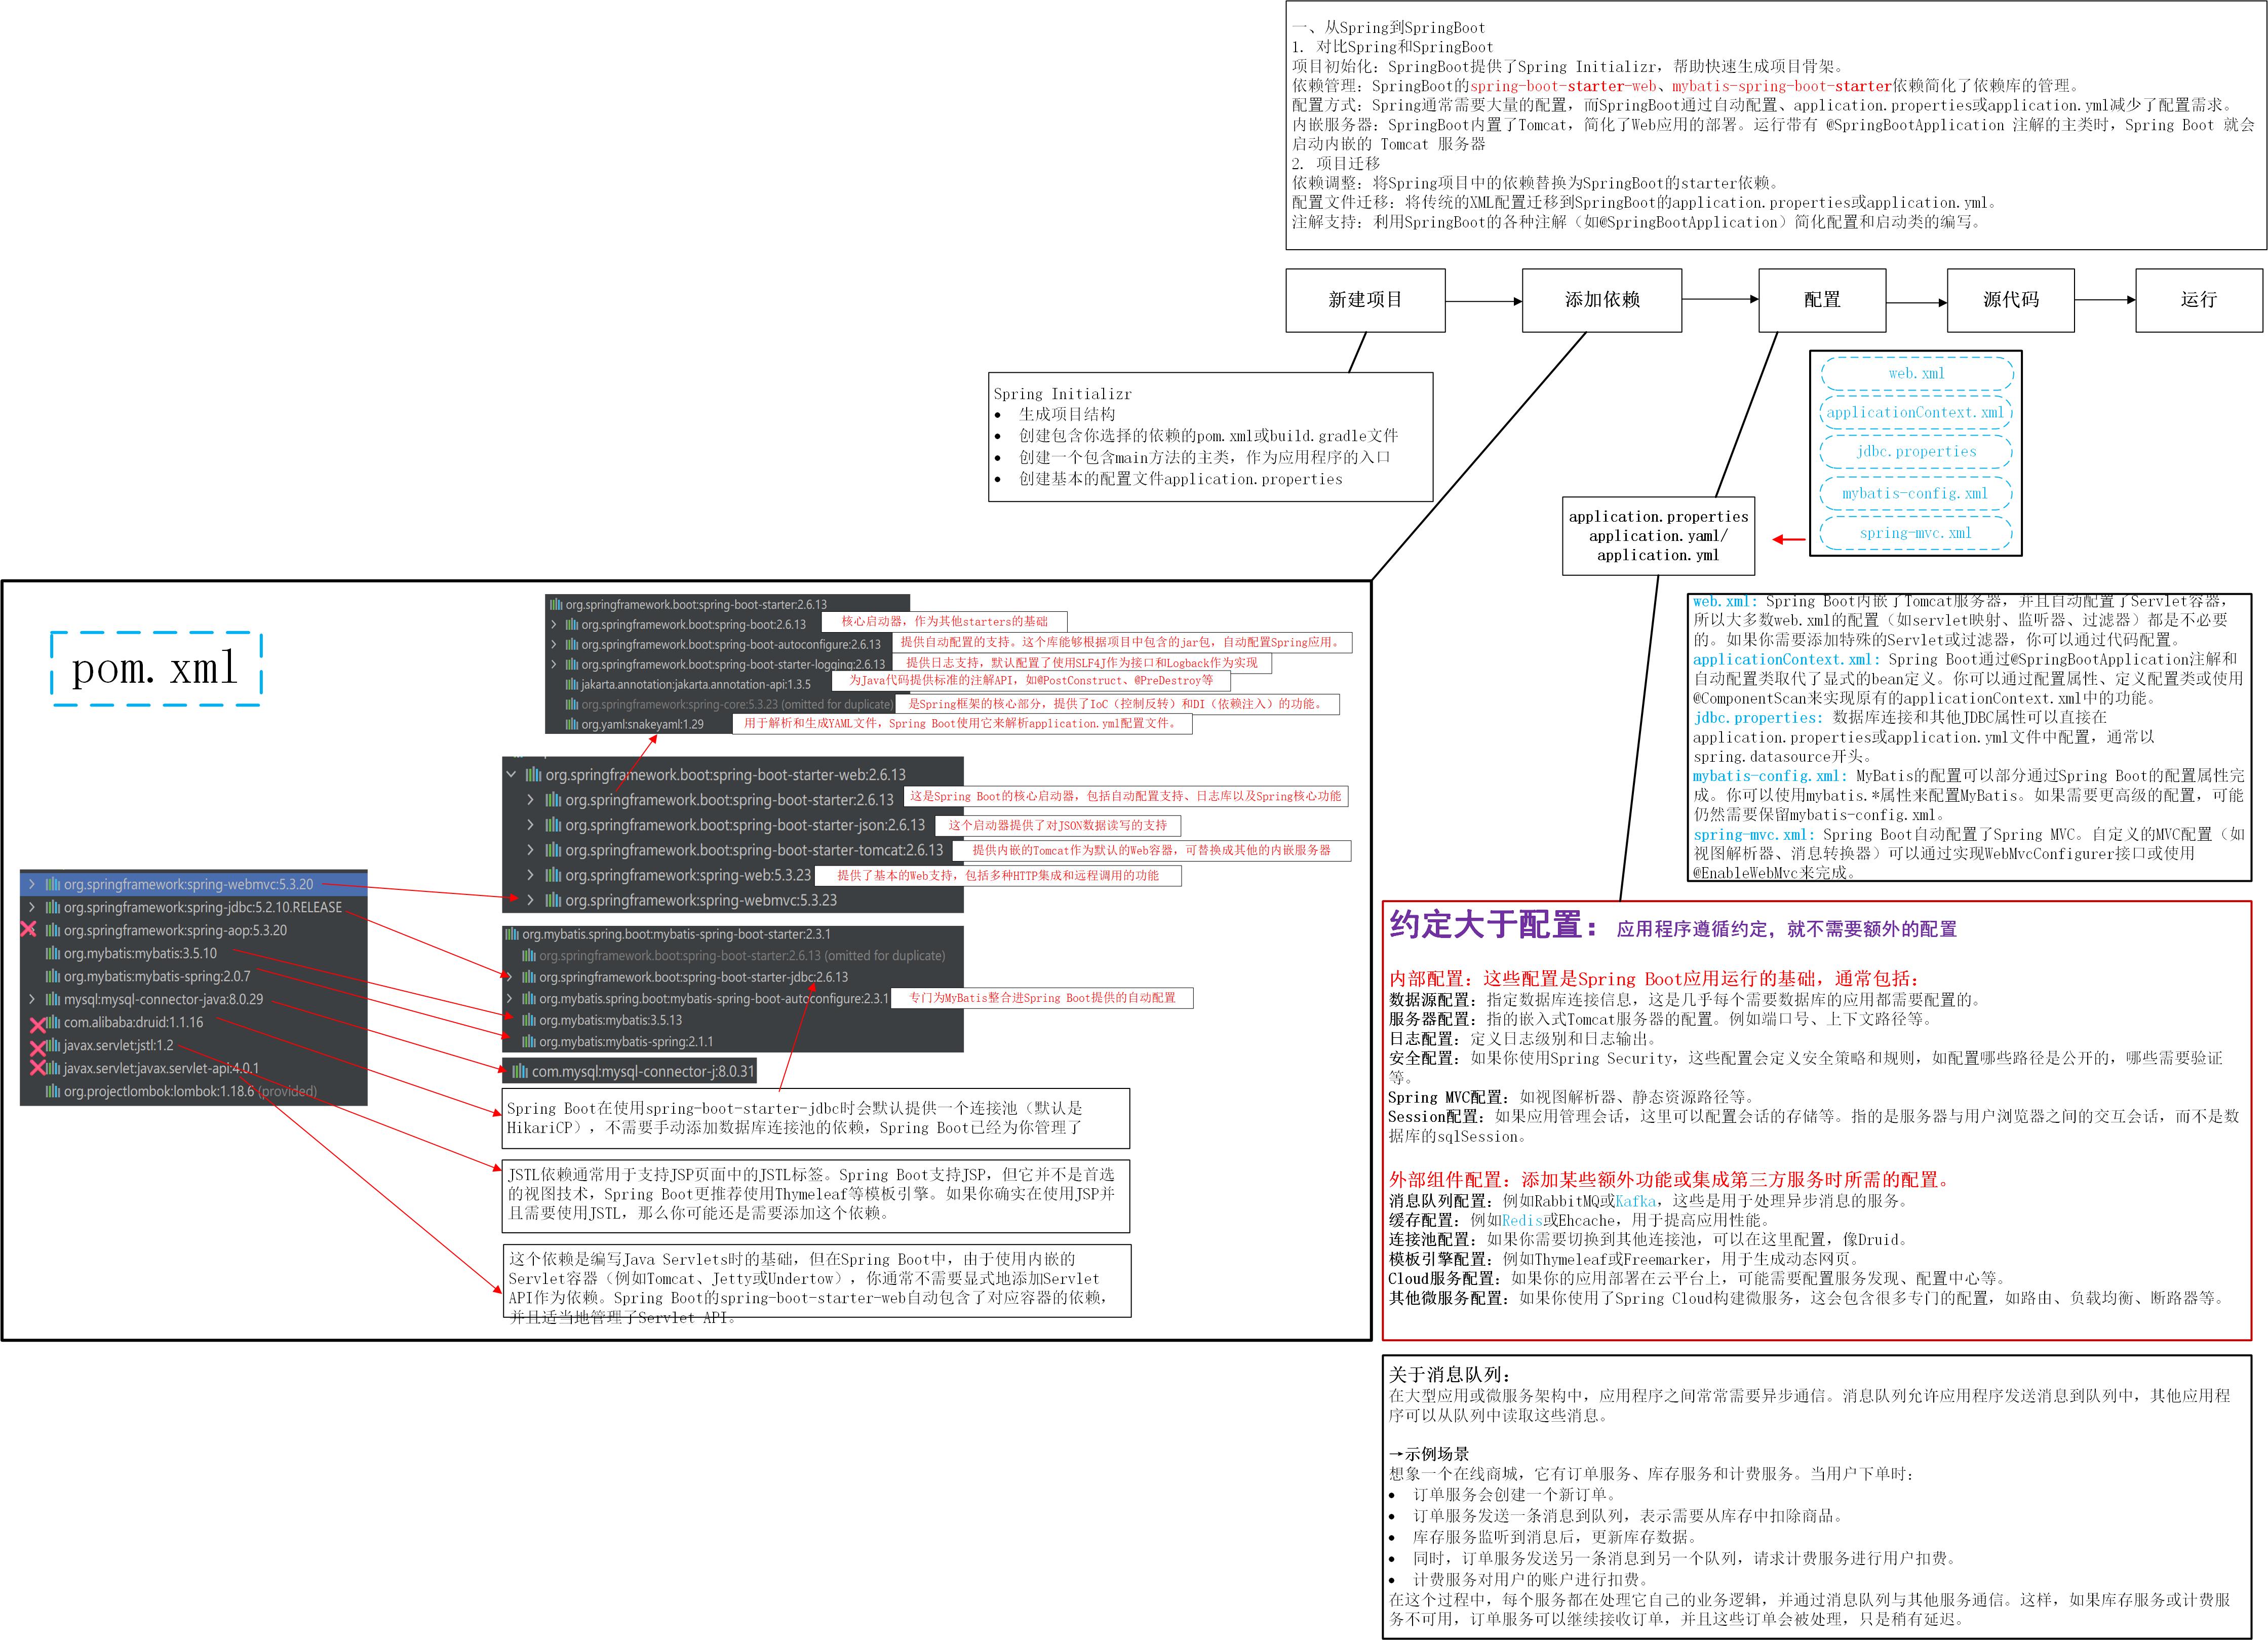 一、从Spring到SpringBoot
1. 对比Spring和SpringBoot
项目初始化：SpringBoot提供了Spring Initializr，帮助快速生成项目骨架。
依赖管理：SpringBoot的spring-boot-starter-web、mybatis-spring-boot-starter依赖简化了依赖库的管理。
配置方式：Spring通常需要大量的配置，而SpringBoot通过自动配置、application.properties或application.yml减少了配置需求。
内嵌服务器：SpringBoot内置了Tomcat，简化了Web应用的部署。运行带有 @SpringBootApplication 注解的主类时，Spring Boot 就会
启动内嵌的 Tomcat 服务器
2. 项目迁移
依赖调整：将Spring项目中的依赖替换为SpringBoot的starter依赖。
配置文件迁移：将传统的XML配置迁移到SpringBoot的application.properties或application.yml。
注解支持：利用SpringBoot的各种注解（如@SpringBootApplication）简化配置和启动类的编写。
新建项目
添加依赖
配置
源代码
运行
Spring Initializr
• 生成项目结构
• 创建包含你选择的依赖的pom.xml或build.gradle文件
• 创建一个包含main方法的主类，作为应用程序的入口
• 创建基本的配置文件application.properties
web.xml
applicationContext.xml
jdbc.properties
mybatis-config.xml
spring-mvc.xml
application.properties
application.yaml/
application.yml
pom.xml
org.springframework.boot:spring-boot-starter:2.6.13
org.springframework.boot:spring-boot:2.6.13
核心启动器，作为其他starters的基础
org.springframework.boot:spring-boot-autoconfigure:2.6.13
提供自动配置的支持。这个库能够根据项目中包含的jar包，自动配置Spring应用。
org.springframework.boot:spring-boot-starter-logging:2.6.13
提供日志支持，默认配置了使用SLF4J作为接口和Logback作为实现
jakarta.annotation:jakarta.annotation-api:1.3.5
为Java代码提供标准的注解API，如@PostConstruct、@PreDestroy等
org.springframework:spring-core:5.3.23 (omitted for duplicate)
是Spring框架的核心部分，提供了IoC（控制反转）和DI（依赖注入）的功能。
org.yaml:snakeyaml:1.29
用于解析和生成YAML文件，Spring Boot使用它来解析application.yml配置文件。
org.springframework.boot:spring-boot-starter-web:2.6.13
org.springframework.boot:spring-boot-starter:2.6.13
这是Spring Boot的核心启动器，包括自动配置支持、日志库以及Spring核心功能
org.springframework.boot:spring-boot-starter-json:2.6.13
这个启动器提供了对JSON数据读写的支持
org.springframework.boot:spring-boot-starter-tomcat:2.6.13
提供内嵌的Tomcat作为默认的Web容器，可替换成其他的内嵌服务器
org.springframework:spring-web:5.3.23
提供了基本的Web支持，包括多种HTTP集成和远程调用的功能
org.springframework:spring-webmvc:5.3.23
org.springframework:spring-webmvc:5.3.20
org.springframework:spring-jdbc:5.2.10.RELEASE
org.springframework:spring-aop:5.3.20
org.mybatis:mybatis:3.5.10
org.mybatis:mybatis-spring:2.0.7
mysql:mysql-connector-java:8.0.29
com.alibaba:druid:1.1.16
javax.servlet:jstl:1.2
javax.servlet:javax.servlet-api:4.0.1
org.projectlombok:lombok:1.18.6 (provided)
org.mybatis.spring.boot:mybatis-spring-boot-starter:2.3.1
org.springframework.boot:spring-boot-starter:2.6.13 (omitted for duplicate)
org.springframework.boot:spring-boot-starter-jdbc:2.6.13
org.mybatis.spring.boot:mybatis-spring-boot-autoconfigure:2.3.1
专门为MyBatis整合进Spring Boot提供的自动配置
org.mybatis:mybatis:3.5.13
org.mybatis:mybatis-spring:2.1.1
com.mysql:mysql-connector-j:8.0.31
Spring Boot在使用spring-boot-starter-jdbc时会默认提供一个连接池（默认是
HikariCP），不需要手动添加数据库连接池的依赖，Spring Boot已经为你管理了
JSTL依赖通常用于支持JSP页面中的JSTL标签。Spring Boot支持JSP，但它并不是首选
的视图技术，Spring Boot更推荐使用Thymeleaf等模板引擎。如果你确实在使用JSP并
且需要使用JSTL，那么你可能还是需要添加这个依赖。
这个依赖是编写Java Servlets时的基础，但在Spring Boot中，由于使用内嵌的
Servlet容器（例如Tomcat、Jetty或Undertow），你通常不需要显式地添加Servlet
API作为依赖。Spring Boot的spring-boot-starter-web自动包含了对应容器的依赖，
并且适当地管理了Servlet API。
web.xml: Spring Boot内嵌了Tomcat服务器，并且自动配置了Servlet容器，
所以大多数web.xml的配置（如servlet映射、监听器、过滤器）都是不必要
的。如果你需要添加特殊的Servlet或过滤器，你可以通过代码配置。
applicationContext.xml: Spring Boot通过@SpringBootApplication注解和
自动配置类取代了显式的bean定义。你可以通过配置属性、定义配置类或使用
@ComponentScan来实现原有的applicationContext.xml中的功能。
jdbc.properties: 数据库连接和其他JDBC属性可以直接在
application.properties或application.yml文件中配置，通常以
spring.datasource开头。
mybatis-config.xml: MyBatis的配置可以部分通过Spring Boot的配置属性完
成。你可以使用mybatis.*属性来配置MyBatis。如果需要更高级的配置，可能
仍然需要保留mybatis-config.xml。
spring-mvc.xml: Spring Boot自动配置了Spring MVC。自定义的MVC配置（如
视图解析器、消息转换器）可以通过实现WebMvcConfigurer接口或使用
@EnableWebMvc来完成。
约定大于配置：应用程序遵循约定，就不需要额外的配置
内部配置：这些配置是Spring Boot应用运行的基础，通常包括：
数据源配置：指定数据库连接信息，这是几乎每个需要数据库的应用都需要配置的。
服务器配置：指的嵌入式Tomcat服务器的配置。例如端口号、上下文路径等。
日志配置：定义日志级别和日志输出。
安全配置：如果你使用Spring Security，这些配置会定义安全策略和规则，如配置哪些路径是公开的，哪些需要验证
等。
Spring MVC配置：如视图解析器、静态资源路径等。
Session配置：如果应用管理会话，这里可以配置会话的存储等。指的是服务器与用户浏览器之间的交互会话，而不是数
据库的sqlSession。
外部组件配置：添加某些额外功能或集成第三方服务时所需的配置。
消息队列配置：例如RabbitMQ或Kafka，这些是用于处理异步消息的服务。
缓存配置：例如Redis或Ehcache，用于提高应用性能。
连接池配置：如果你需要切换到其他连接池，可以在这里配置，像Druid。
模板引擎配置：例如Thymeleaf或Freemarker，用于生成动态网页。
Cloud服务配置：如果你的应用部署在云平台上，可能需要配置服务发现、配置中心等。
其他微服务配置：如果你使用了Spring Cloud构建微服务，这会包含很多专门的配置，如路由、负载均衡、断路器等。
关于消息队列：
在大型应用或微服务架构中，应用程序之间常常需要异步通信。消息队列允许应用程序发送消息到队列中，其他应用程
序可以从队列中读取这些消息。
→示例场景
想象一个在线商城，它有订单服务、库存服务和计费服务。当用户下单时：
• 订单服务会创建一个新订单。
• 订单服务发送一条消息到队列，表示需要从库存中扣除商品。
• 库存服务监听到消息后，更新库存数据。
• 同时，订单服务发送另一条消息到另一个队列，请求计费服务进行用户扣费。
• 计费服务对用户的账户进行扣费。
在这个过程中，每个服务都在处理它自己的业务逻辑，并通过消息队列与其他服务通信。这样，如果库存服务或计费服
务不可用，订单服务可以继续接收订单，并且这些订单会被处理，只是稍有延迟。